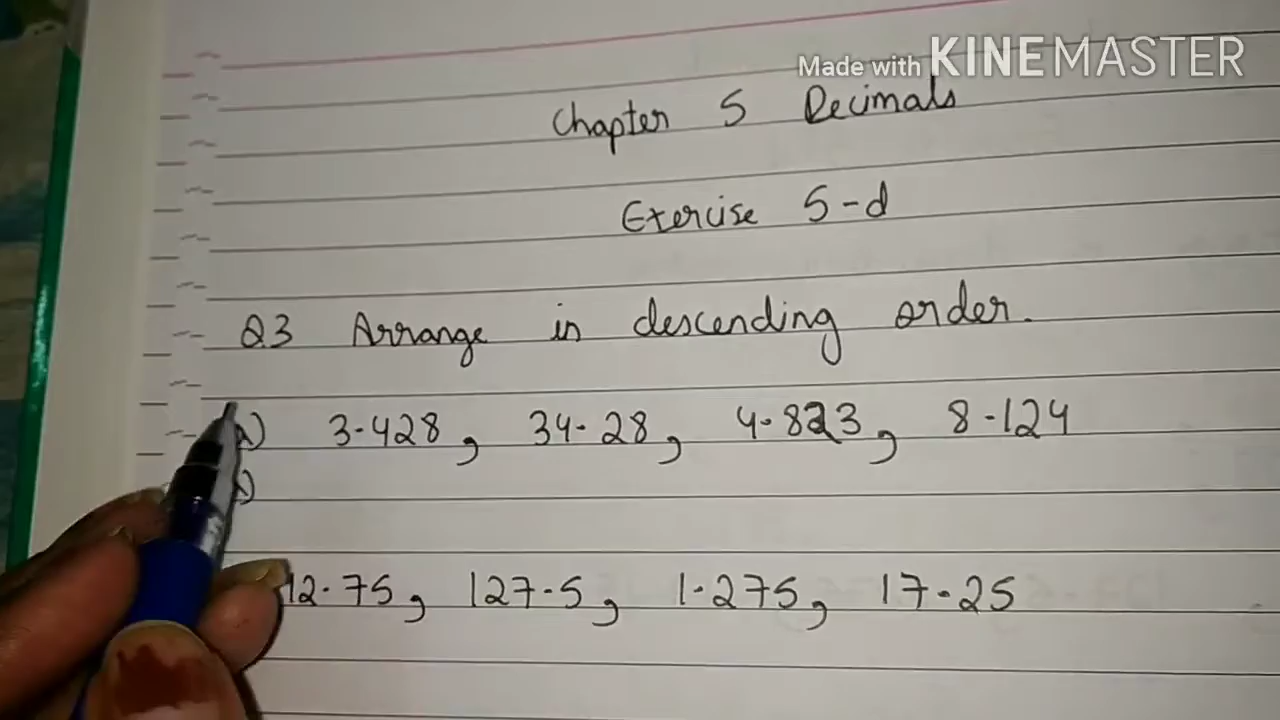 Made with KINEMASTER
Chapter 5 Decimals
Exercise 5-d
Q3 Arrange in descending order.
a) 3.428, 34.28, 4.823, 8.124
12.75, 127.5, 1.275, 17.25